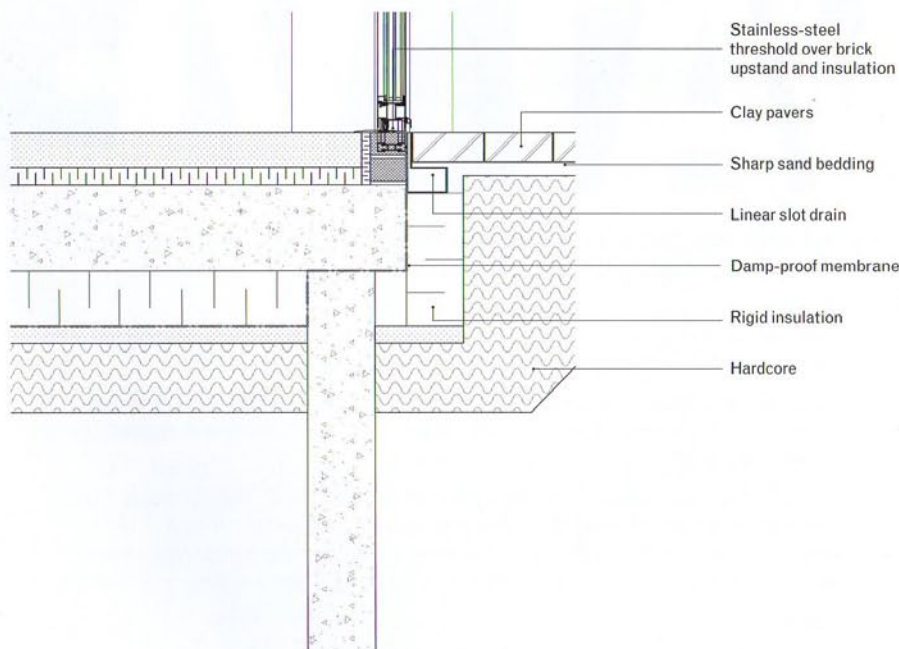 Stainless-steel
threshold over brick
upstand and insulation
Clay pavers
Sharp sand bedding
Linear slot drain
Damp-proof membrane
Rigid insulation
Hardcore